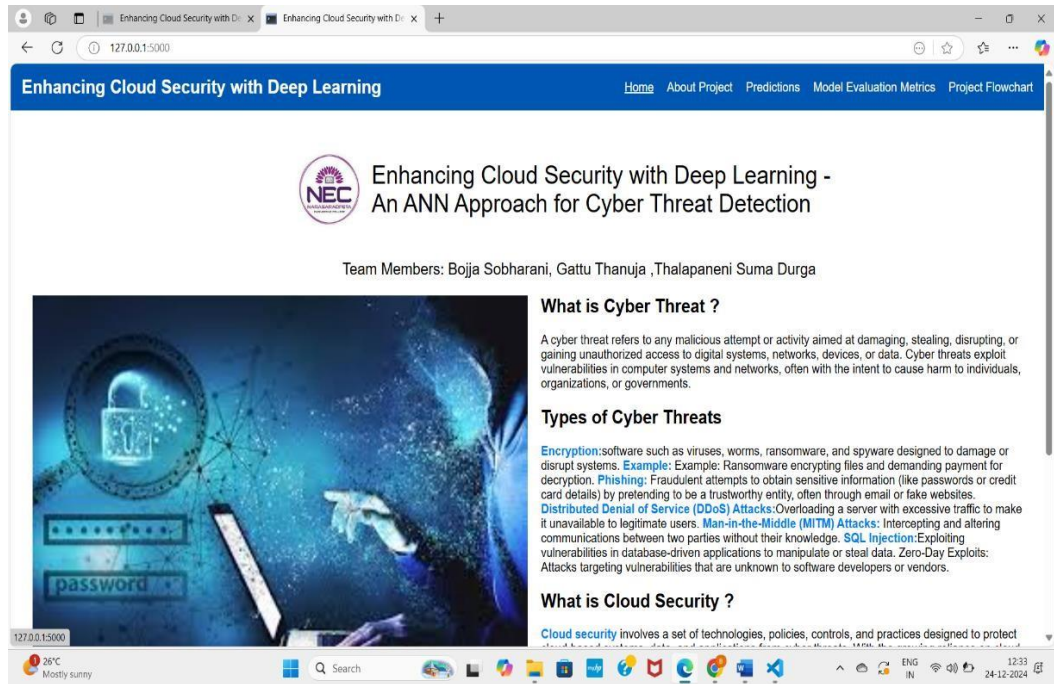 Enhancing Cloud Security with De
Enhancing Cloud Security with De
127.0.0.1:5000
Enhancing Cloud Security with Deep Learning
Home About Project Predictions Model Evaluation Metrics Project Flowchart
NEC
Enhancing Cloud Security with Deep Learning -
An ANN Approach for Cyber Threat Detection
Team Members: Bojja Sobharani, Gattu Thanuja ,Thalapaneni Suma Durga
password
What is Cyber Threat ?
A cyber threat refers to any malicious attempt or activity aimed at damaging, stealing, disrupting, or
gaining unauthorized access to digital systems, networks, devices, or data. Cyber threats exploit
vulnerabilities in computer systems and networks, often with the intent to cause harm to individuals,
organizations, or governments.
Types of Cyber Threats
Encryption:software such as viruses, worms, ransomware, and spyware designed to damage or
disrupt systems. Example: Example: Ransomware encrypting files and demanding payment for
decryption. Phishing: Fraudulent attempts to obtain sensitive information (like passwords or credit
card details) by pretending to be a trustworthy entity, often through email or fake websites.
Distributed Denial of Service (DDoS) Attacks:Overloading a server with excessive traffic to make
it unavailable to legitimate users. Man-in-the-Middle (MITM) Attacks: Intercepting and altering
communications between two parties without their knowledge. SQL Injection:Exploiting
vulnerabilities in database-driven applications to manipulate or steal data. Zero-Day Exploits:
Attacks targeting vulnerabilities that are unknown to software developers or vendors.
What is Cloud Security ?
Cloud security involves a set of technologies, policies, controls, and practices designed to protect
127.0.0.1:5000
26°C
Mostly sunny
Search
ENG
IN
12:33
24-12-2024